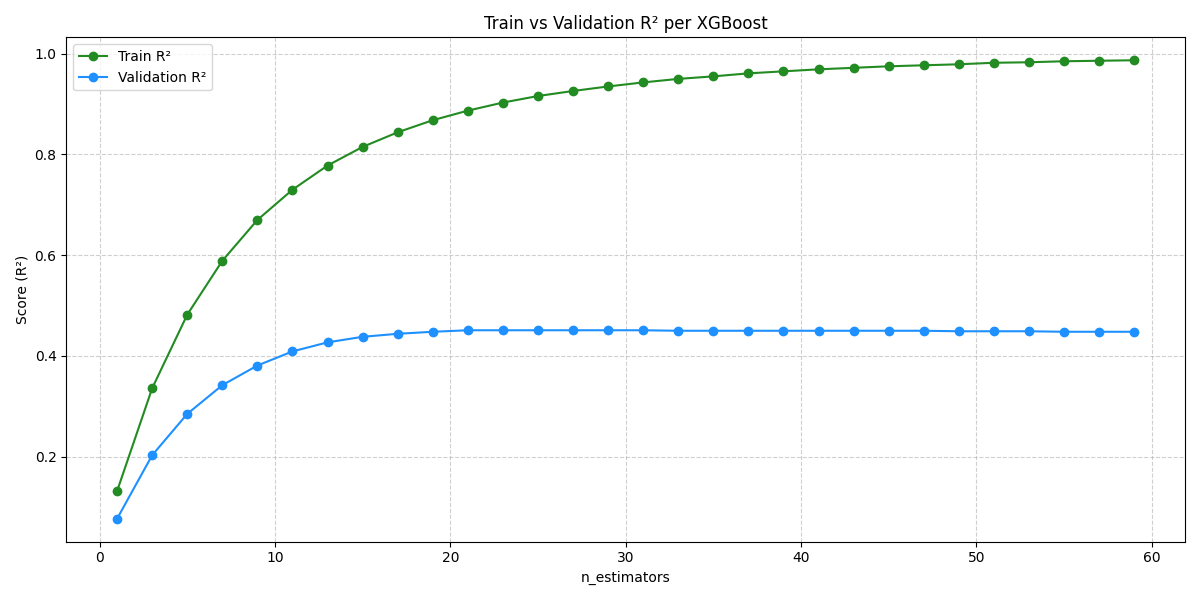 Train vs Validation R² per XGBoost
Train R²
Validation R²
Score (R²)
1.0
0.8
0.6
0.4
0.2
0 10 20 30 40 50 60
n_estimators